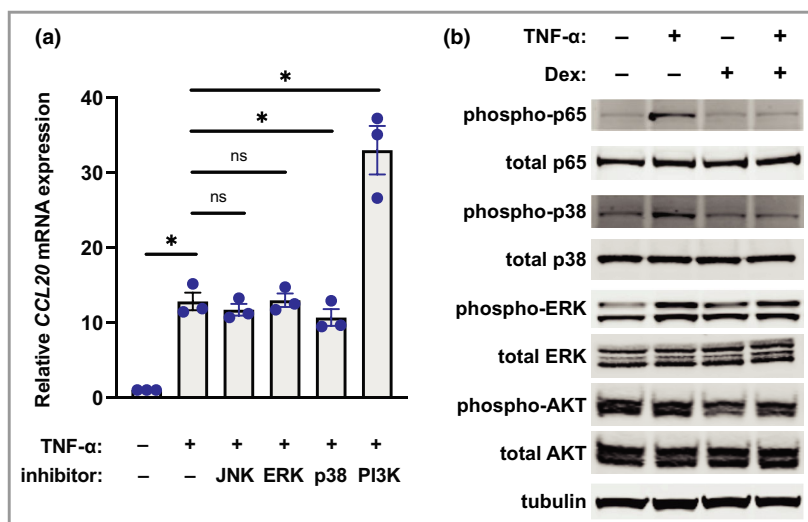 (a)
Relative CCL20 mRNA expression
40
30
20
10
0
*
*
ns
ns
*
TNF-α: – + + + + +
inhibitor: – – JNK ERK p38 PI3K
(b)
TNF-α: – + – +
Dex: – – + +
phospho-p65
total p65
phospho-p38
total p38
phospho-ERK
total ERK
phospho-AKT
total AKT
tubulin